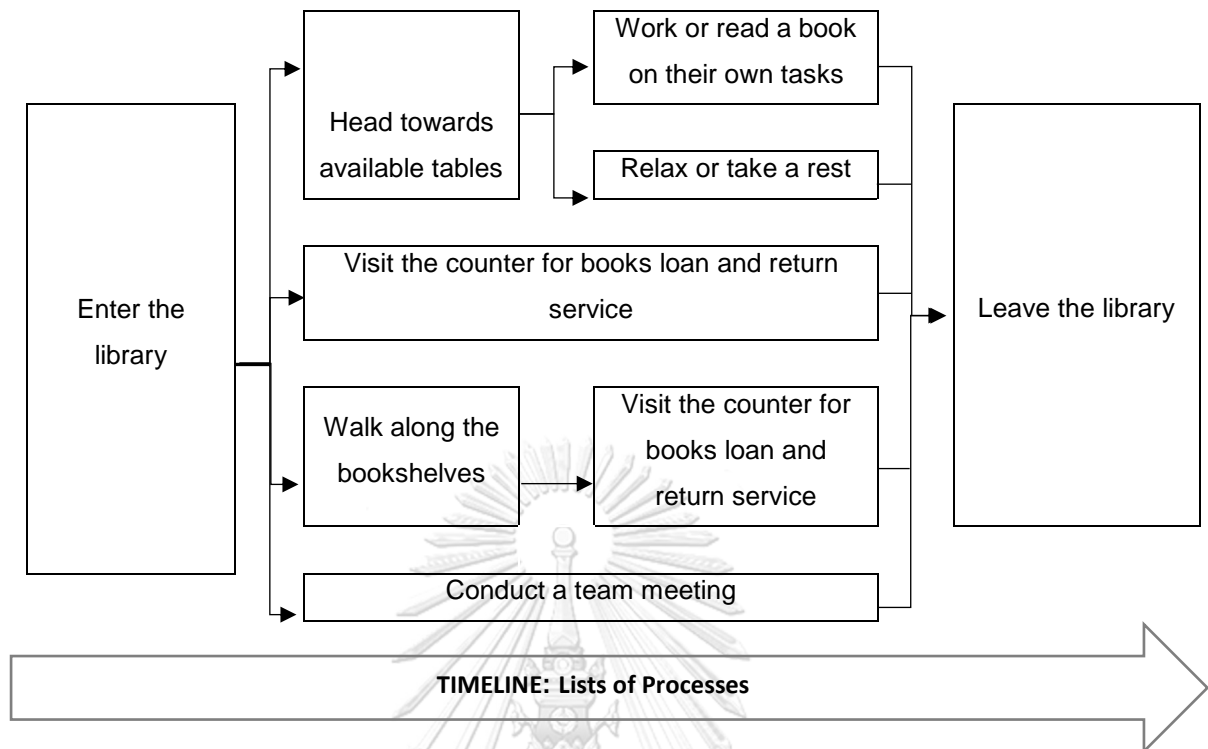 Enter the
library
Head towards
available tables
Work or read a book
on their own tasks
Relax or take a rest
Visit the counter for books loan and return
service
Walk along the
bookshelves
Visit the counter for
books loan and
return service
Conduct a team meeting
Leave the library
TIMELINE: Lists of Processes